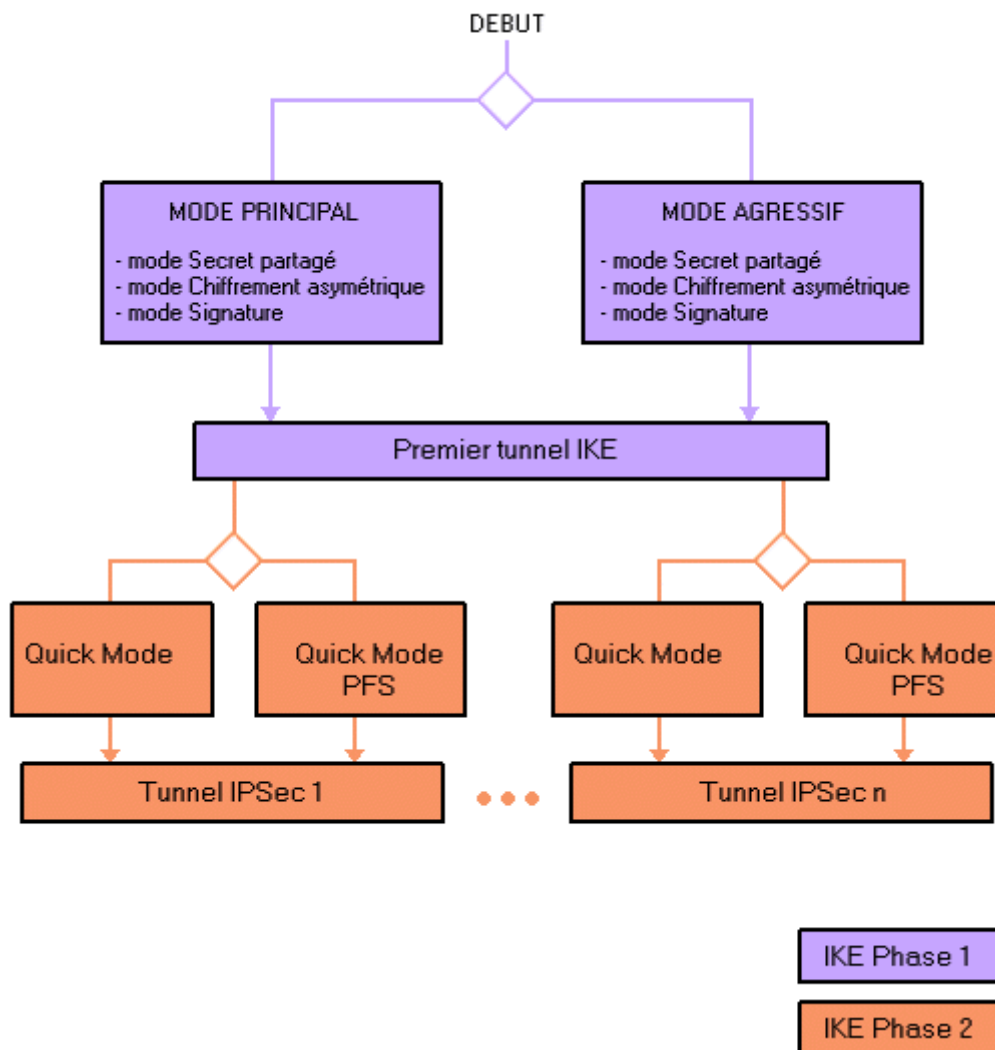 DEBUT
MODE PRINCIPAL
- mode Secret partagé
- mode Chiffrement asymétrique
- mode Signature
MODE AGRESSIF
- mode Secret partagé
- mode Chiffrement asymétrique
- mode Signature
Premier tunnel IKE
Quick Mode
Quick Mode
PFS
Quick Mode
Quick Mode
PFS
Tunnel IPSec 1
Tunnel IPSec n
IKE Phase 1
IKE Phase 2